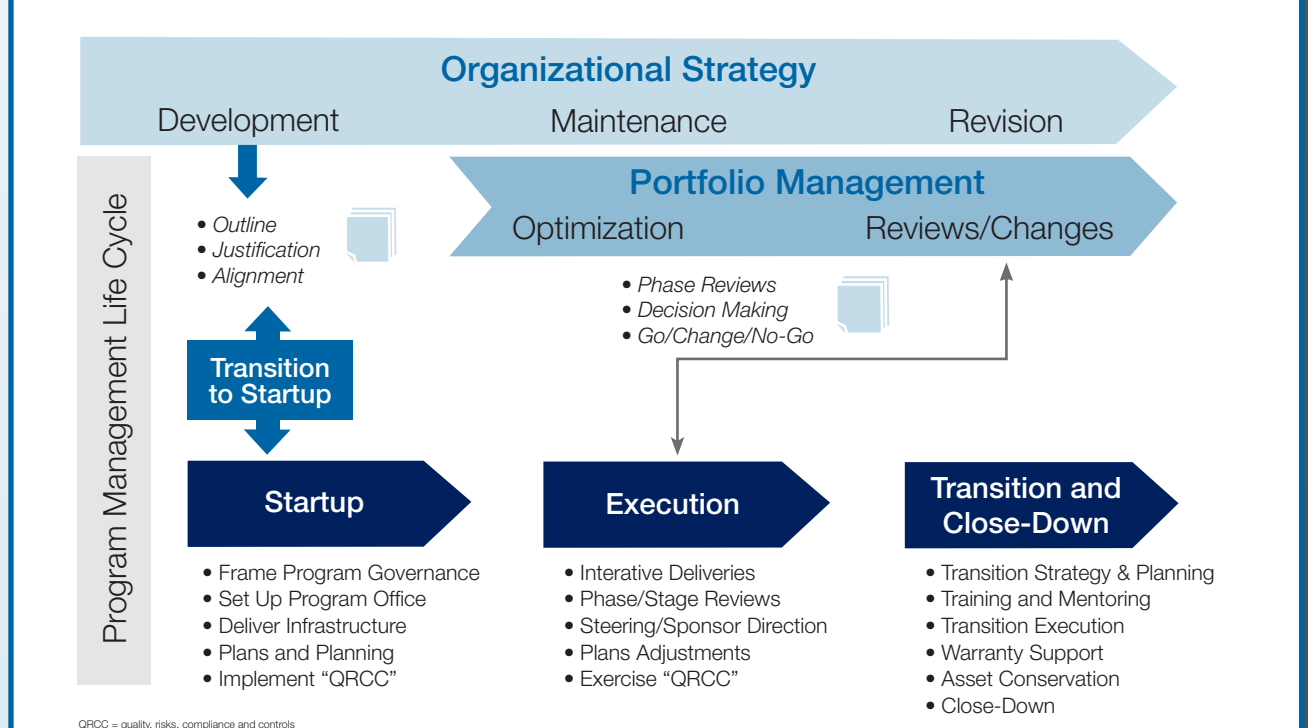 Organizational Strategy
Development
Maintenance
Revision
Program Management Life Cycle
• Outline
• Justification
• Alignment
Portfolio Management
Optimization
Reviews/Changes
• Phase Reviews
• Decision Making
• Go/Change/No-Go
Transition
to Startup
Startup
• Frame Program Governance
• Set Up Program Office
• Deliver Infrastructure
• Plans and Planning
• Implement “QRCC”
Execution
• Interative Deliveries
• Phase/Stage Reviews
• Steering/Sponsor Direction
• Plans Adjustments
• Exercise “QRCC”
Transition and
Close-Down
• Transition Strategy & Planning
• Training and Mentoring
• Transition Execution
• Warranty Support
• Asset Conservation
• Close-Down
QRCC = quality, risks, compliance and controls